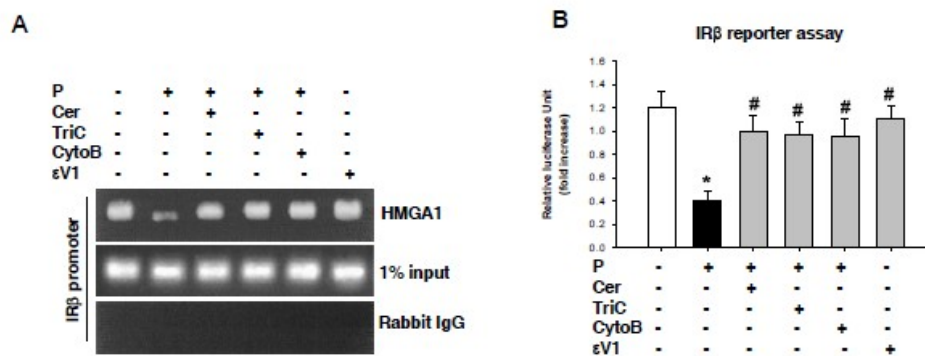 A
P - + + + + -
Cer - - + - - -
TriC - - - + - -
CytoB - - - - + -
εV1 - - - - - +
IRβ promoter
HMGA1
1% input
Rabbit IgG
B
IRβ reporter assay
Relative luciferase Unit
(fold increase)
1.6
1.4
1.2
1.0
0.8
0.6
0.4
0.2
0.0
* # # # #
P - + + + + -
Cer - - + - - -
TriC - - - + - -
CytoB - - - - + -
εV1 - - - - - +